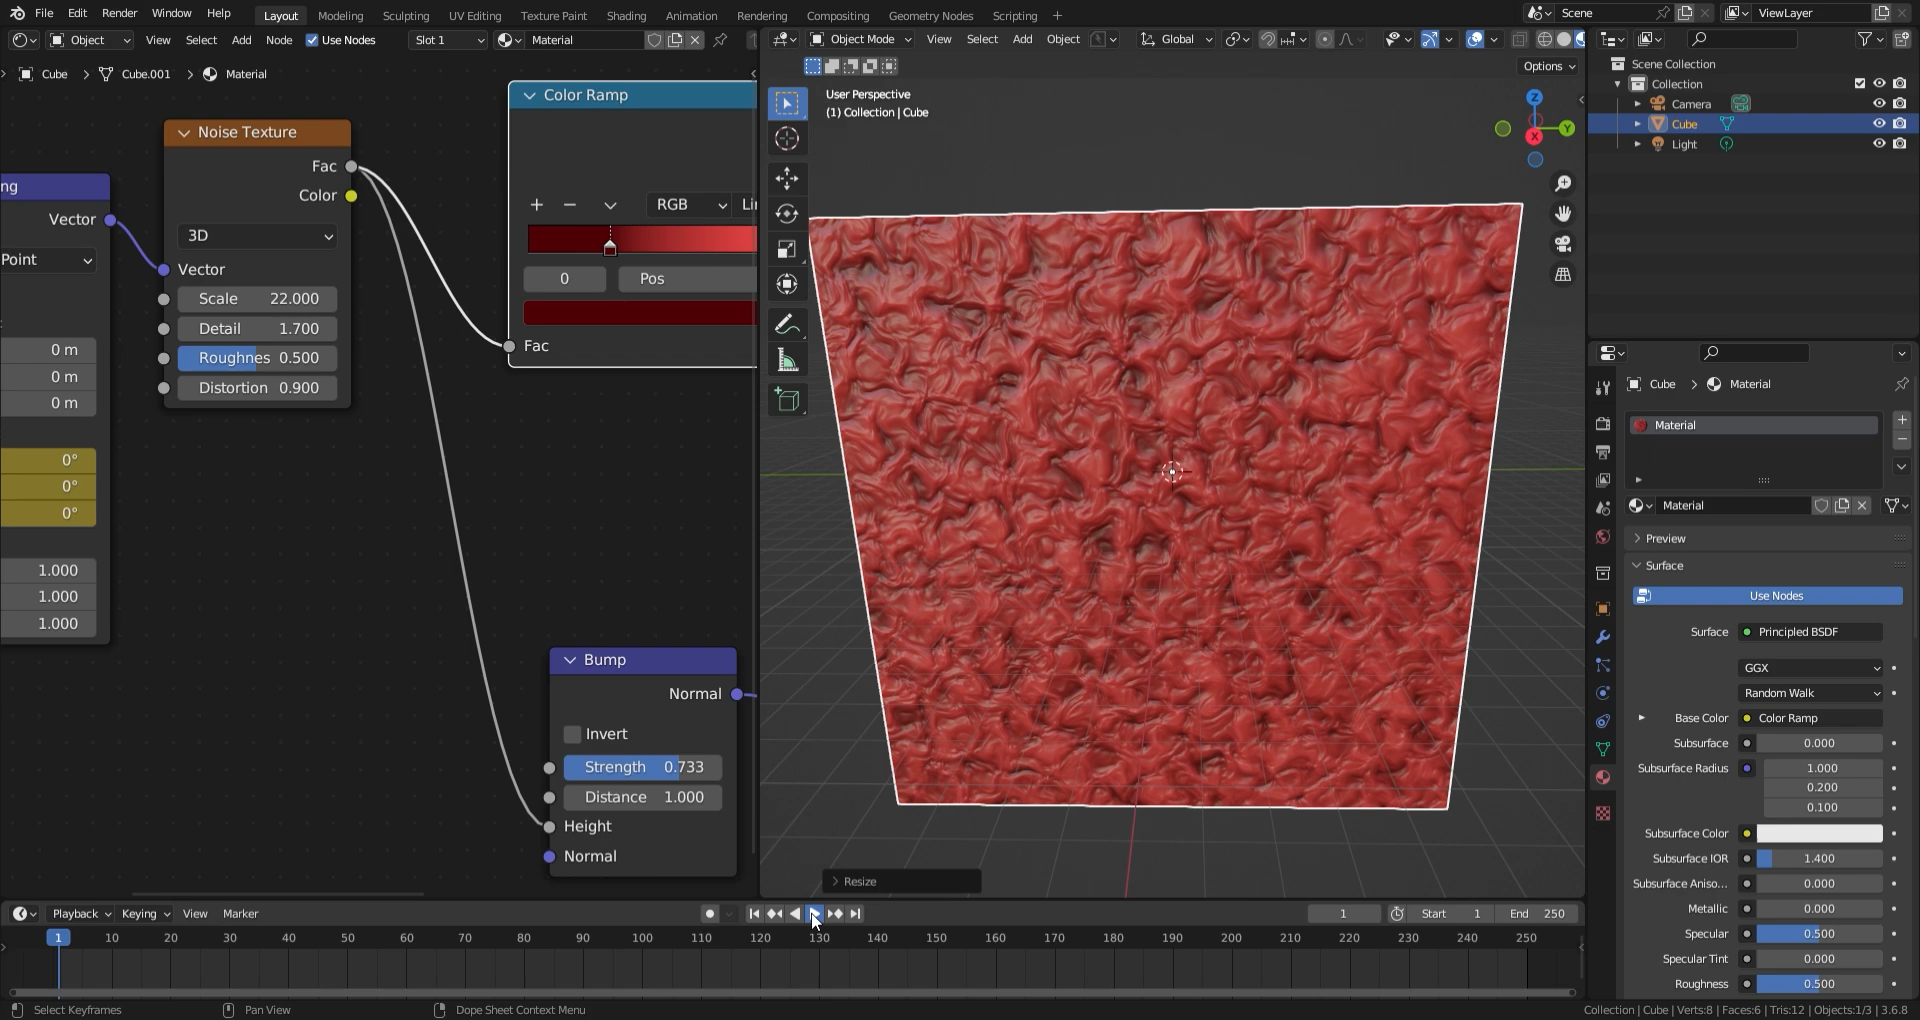 File Edit Render Window Help Layout Modeling Sculpting UV Editing Texture Paint Shading Animation Rendering Compositing Geometry Nodes Scripting + Scene ViewLayer
Object View Select Add Node Use Nodes Slot 1 Material
Object Mode View Select Add Object Global
Options
Cube > Cube.001 > Material
User Perspective
(1) Collection | Cube
Z
Y
X
Scene Collection
Collection
Camera
Cube
Light
ng
Vector
Point
0 m
0 m
0 m
0°
0°
0°
1.000
1.000
1.000
Noise Texture
Fac
Color
3D
Vector
Scale 22.000
Detail 1.700
Roughnes 0.500
Distortion 0.900
Color Ramp
RGB
0 Pos
Fac
Bump
Normal
Invert
Strength 0.733
Distance 1.000
Height
Normal
Resize
Cube > Material
Material
Material
Preview
Surface
Use Nodes
Surface Principled BSDF
GGX
Random Walk
Base Color Color Ramp
Subsurface 0.000
Subsurface Radius 1.000
0.200
0.100
Subsurface Color
Subsurface IOR 1.400
Subsurface Aniso... 0.000
Metallic 0.000
Specular 0.500
Specular Tint 0.000
Roughness 0.500
Playback Keying View Marker 1 Start 1 End 250
1 10 20 30 40 50 60 70 80 90 100 110 120 130 140 150 160 170 180 190 200 210 220 230 240 250
Select Keyframes Pan View Dope Sheet Context Menu Collection | Cube | Verts:8 | Faces:6 | Tris:12 | Objects:1/3 | 3.6.8